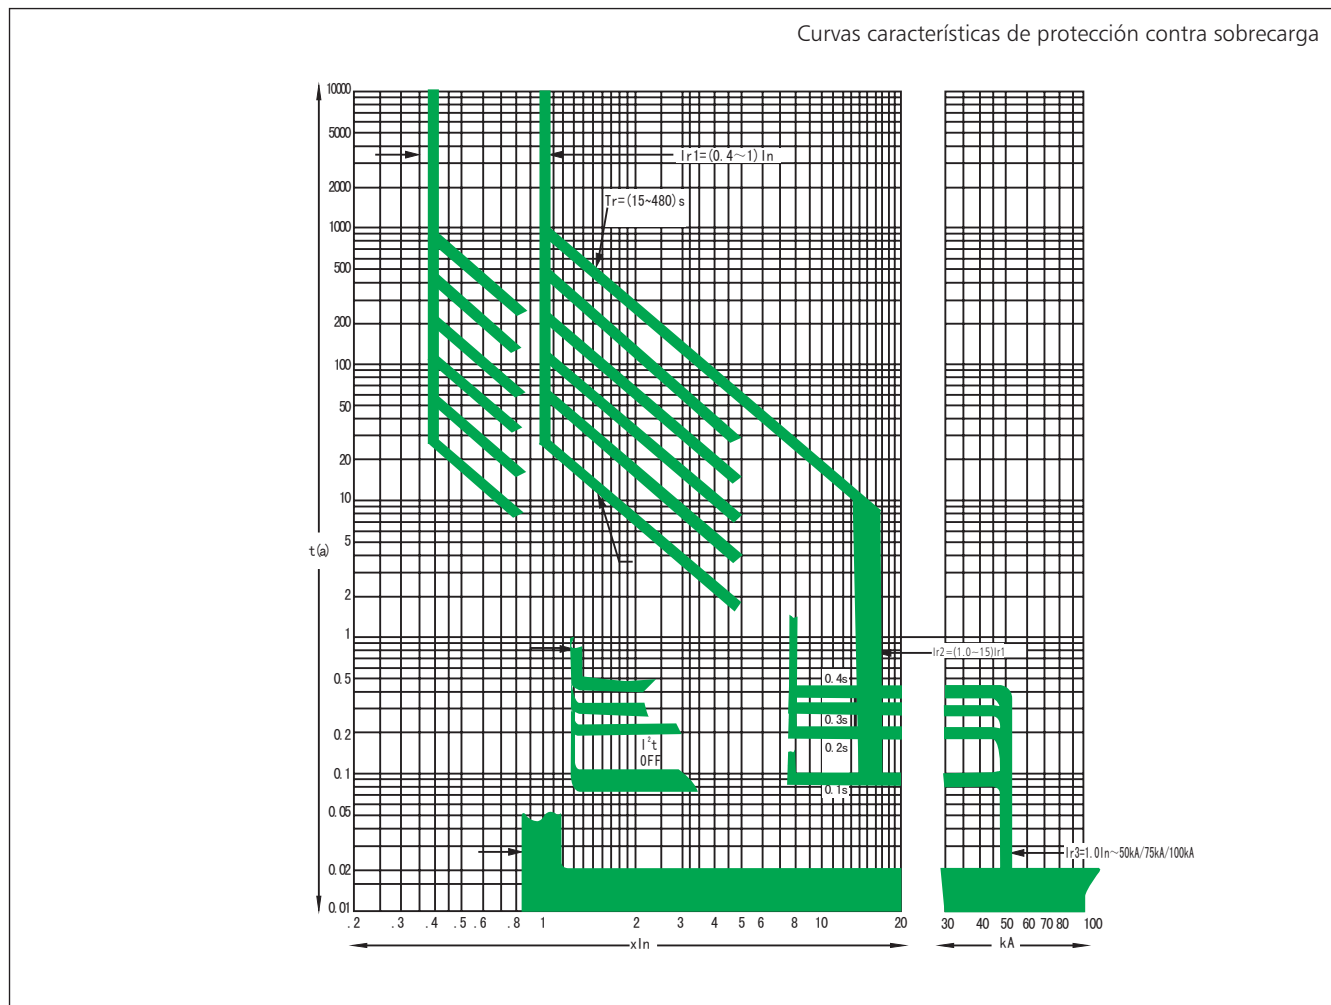 Curvas características de protección contra sobrecarga
10000
5000
2000
1000
500
200
100
50
20
10
5
2
1
0.5
0.2
0.1
0.05
0.02
0.01
t(a)
Ir1=(0.4~1)In
Tr=(15~480)s
Ir2=(1.0~15)Ir1
0.4s
0.3s
0.2s
0.1s
I²t
OFF
Ir3=1.0In~50kA/75kA/100kA
.2 .3 .4 .5 .6 .8 1 2 3 4 5 6 8 10 20
30 40 50 60 70 80 100
xIn
kA